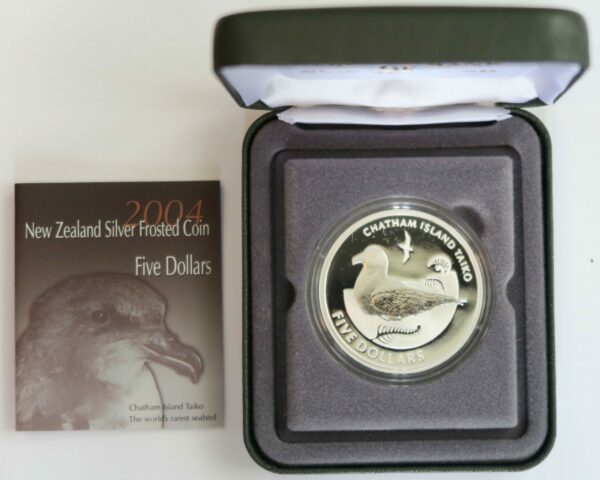 2004
New Zealand Silver Frosted Coin
Five Dollars
Chatham Island Taiko
The world's rarest seabird
CHATHAM ISLAND TAIKO
FIVE DOLLARS